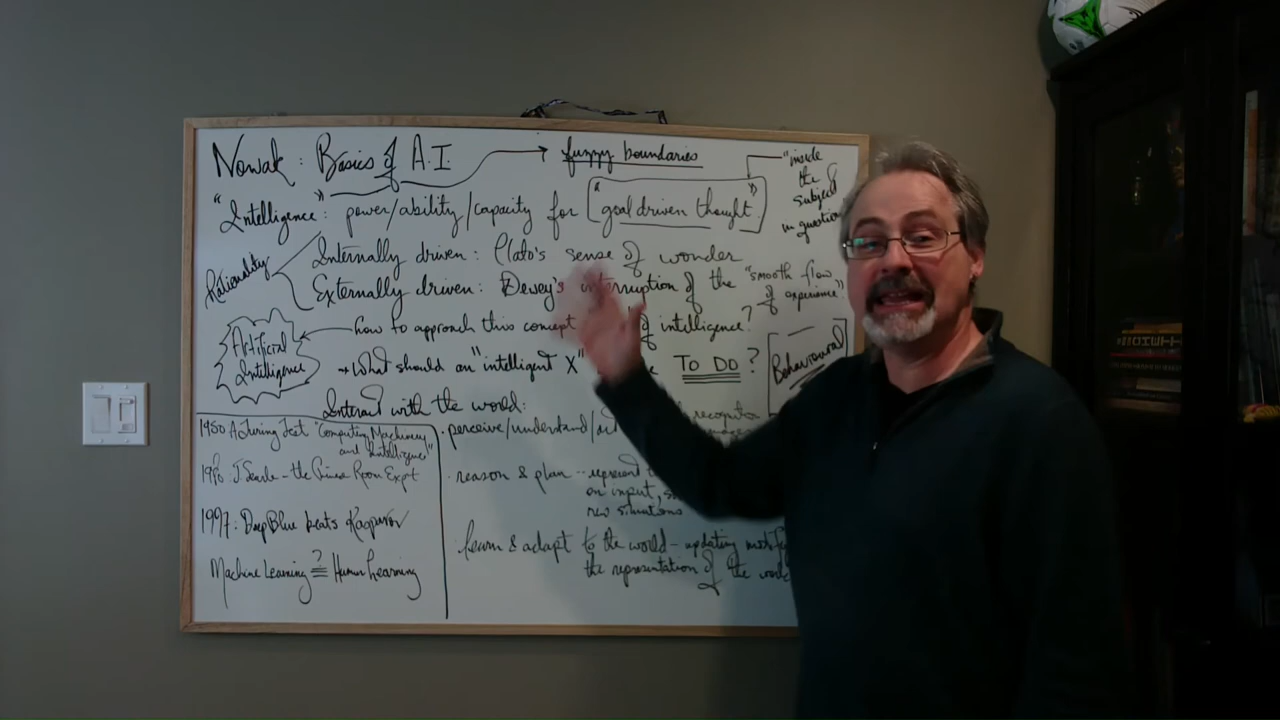 Nowak: Basics of A.I.
fuzzy boundaries
"inside
the
subject
in question
"Intelligence": power/ability/capacity for ["goal driven thought"]
Rationality
Internally driven: Plato's sense of wonder
Externally driven: Dewey's interruption of the "smooth flow
of experience"
Artificial
Intelligence
how to approach this concept of intelligence?
→ What should an "intelligent X" TO DO?
Behavioural
Interact with the world:
1950 A Turing Test "Computing Machinery
and Intelligence"
1980 J. Searle - the Chinese Room Expt
1997: Deep Blue beats Kasparov
Machine Learning ?= Human Learning
· perceive/understand/
· reason & plan -- represent
on input,
new situations
· learn & adapt to the world - updating
the representation of the world